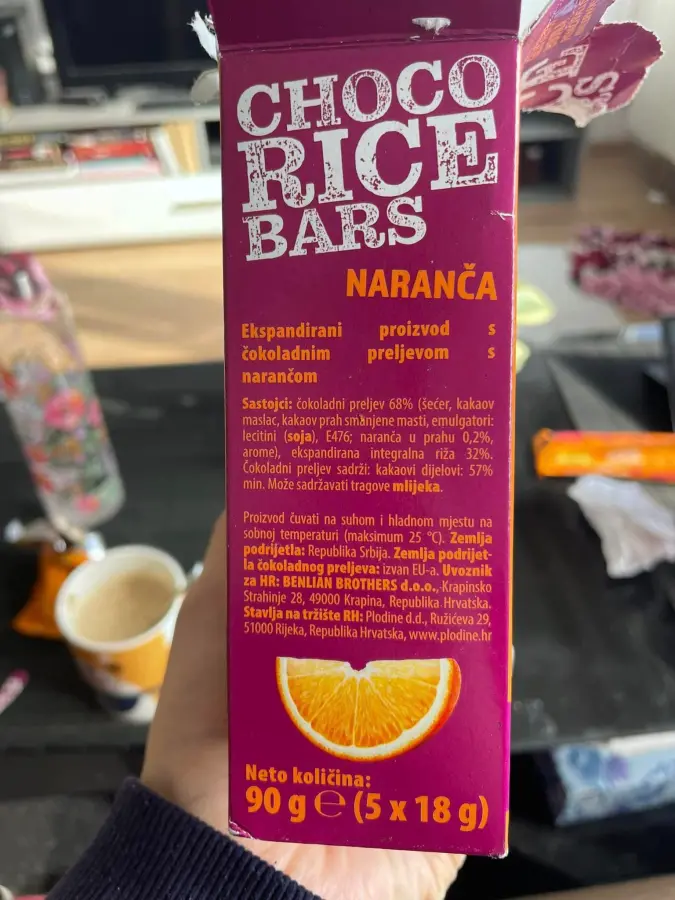 CHOCO
RICE
BARS
NARANČA
Ekspandirani proizvod s
čokoladnim preljevom s
narančom
Sastojci: čokoladni preljev 68% (šećer, kakaov
maslac, kakaov prah smanjene masti, emulgatori:
lecitini (soja), E476; naranča u prahu 0,2%,
arome), ekspandirana integralna riža 32%.
Čokoladni preljev sadrži: kakaovi dijelovi: 57%
min. Može sadržavati tragove mlijeka.
Proizvod čuvati na suhom i hladnom mjestu na
sobnoj temperaturi (maksimum 25 °C). Zemlja
podrijetla: Republika Srbija. Zemlja podrijet-
la čokoladnog preljeva: izvan EU-a. Uvoznik
za HR: BENLIAN BROTHERS d.o.o., Krapinsko
Strahinje 28, 49000 Krapina, Republika Hrvatska.
Stavlja na tržište RH: Plodine d.d., Ružićeva 29,
51000 Rijeka, Republika Hrvatska, www.plodine.hr
Neto količina:
90 g ℮ (5 x 18 g)